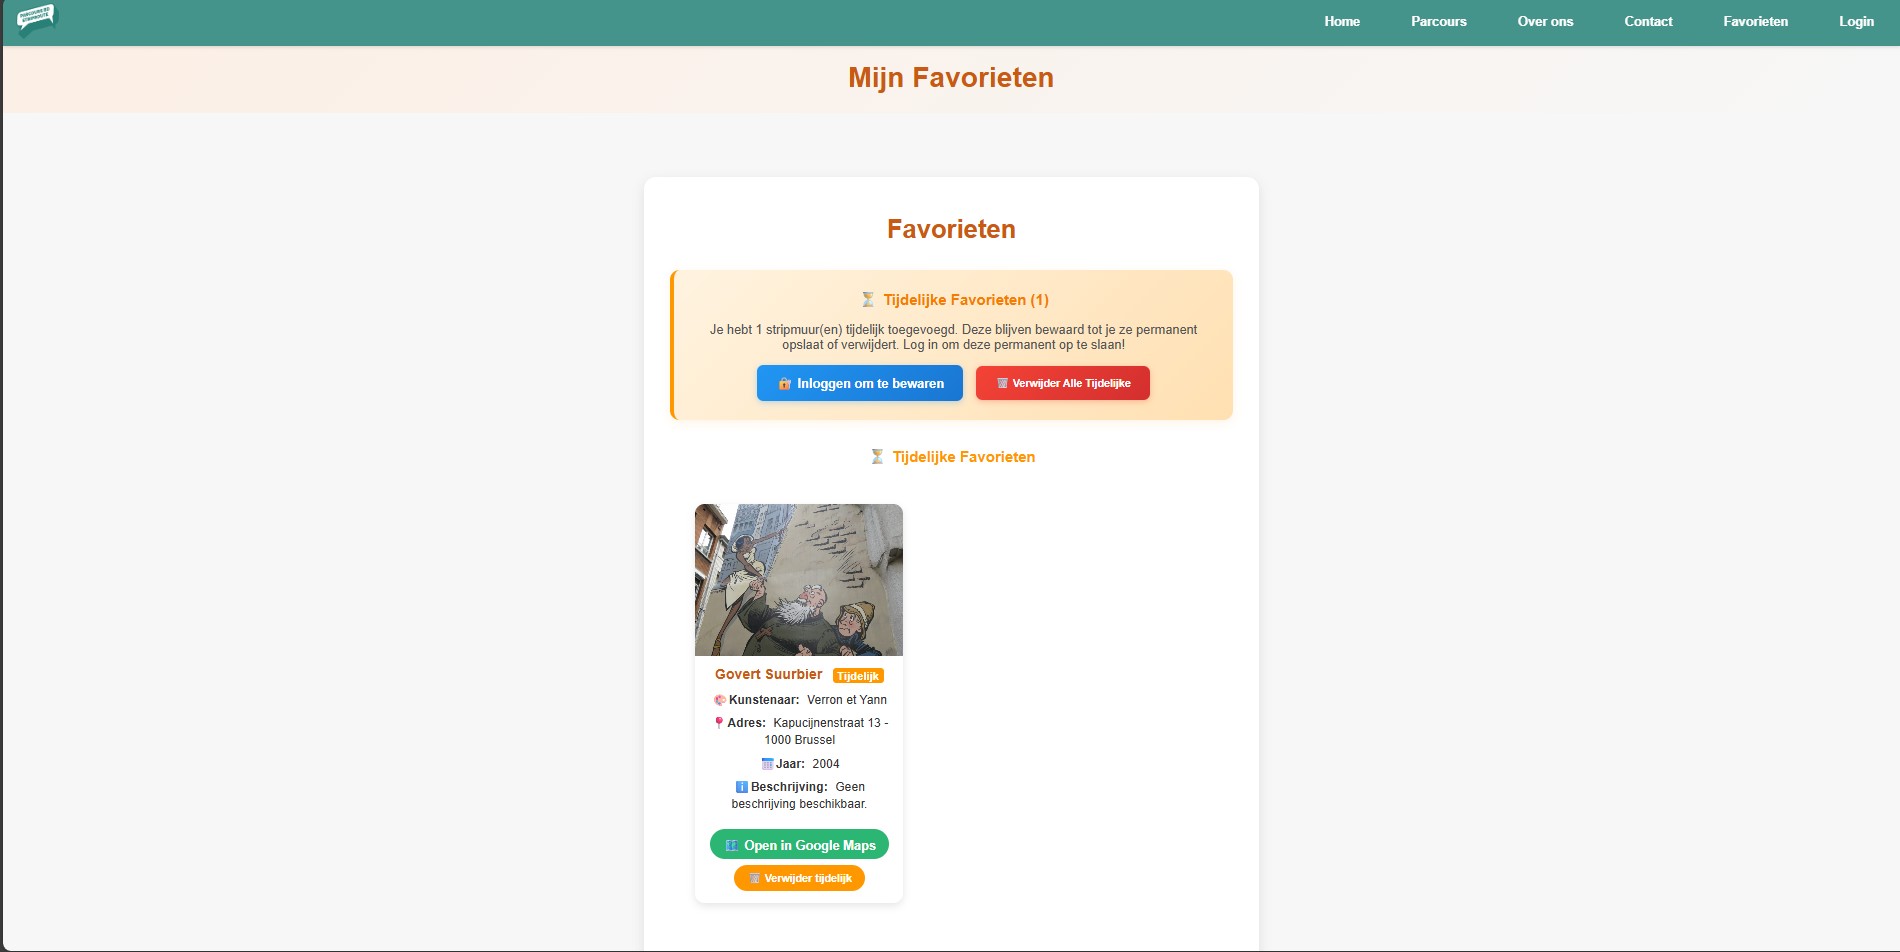 PARCOURS BD
STRIPROUTE
Home
Parcours
Over ons
Contact
Favorieten
Login
Mijn Favorieten
Favorieten
Tijdelijke Favorieten (1)
Je hebt 1 stripmuur(en) tijdelijk toegevoegd. Deze blijven bewaard tot je ze permanent
opslaat of verwijdert. Log in om deze permanent op te slaan!
Inloggen om te bewaren
Verwijder Alle Tijdelijke
Tijdelijke Favorieten
Govert Suurbier Tijdelijk
Kunstenaar: Verron et Yann
Adres: Kapucijnenstraat 13 -
1000 Brussel
Jaar: 2004
Beschrijving: Geen
beschrijving beschikbaar.
Open in Google Maps
Verwijder tijdelijk